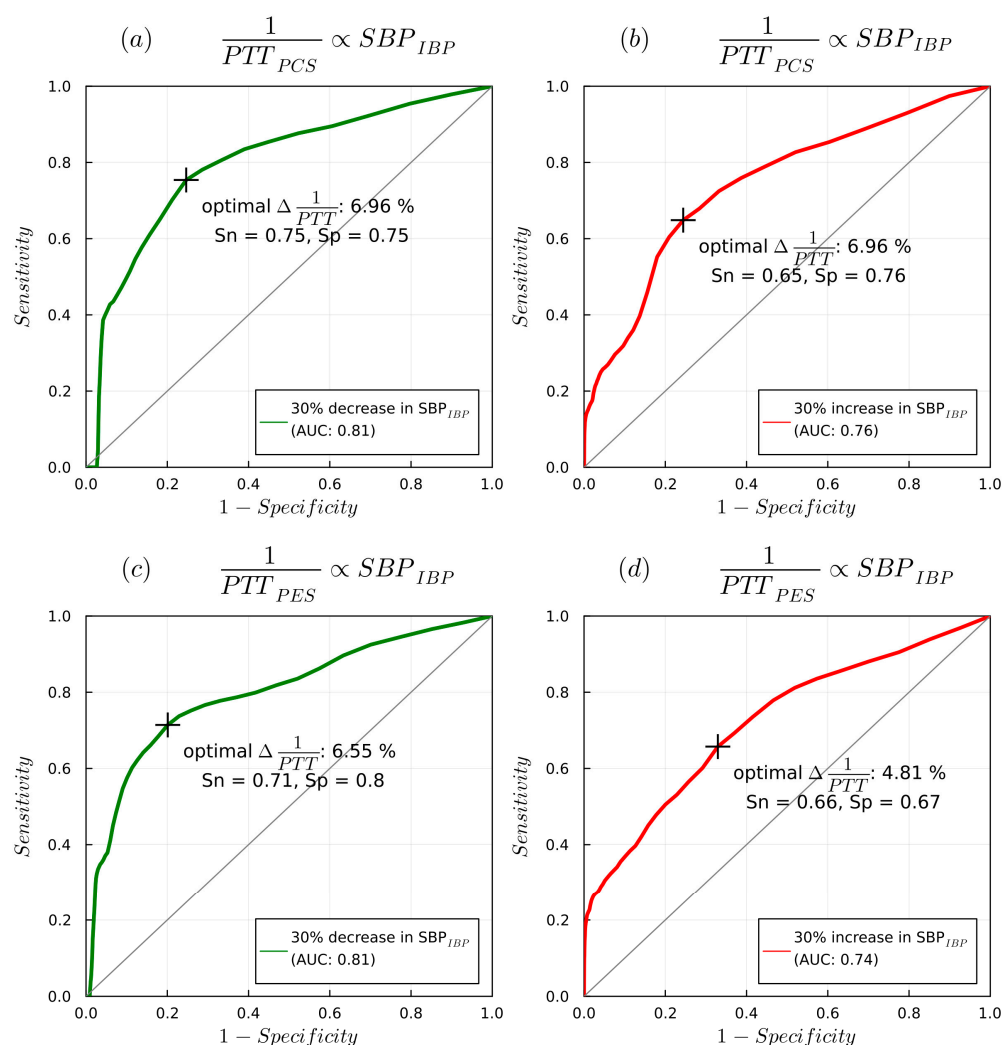 (a) 1/PTT_PCS ∝ SBP_IBP
1.0
0.8
0.6
0.4
0.2
0.0
Sensitivity
optimal Δ 1/PTT: 6.96 %
Sn = 0.75, Sp = 0.75
30% decrease in SBP_IBP
(AUC: 0.81)
0.0 0.2 0.4 0.6 0.8 1.0
1 − Specificity
(b) 1/PTT_PCS ∝ SBP_IBP
1.0
0.8
0.6
0.4
0.2
0.0
Sensitivity
optimal Δ 1/PTT: 6.96 %
Sn = 0.65, Sp = 0.76
30% increase in SBP_IBP
(AUC: 0.76)
0.0 0.2 0.4 0.6 0.8 1.0
1 − Specificity
(c) 1/PTT_PES ∝ SBP_IBP
1.0
0.8
0.6
0.4
0.2
0.0
Sensitivity
optimal Δ 1/PTT: 6.55 %
Sn = 0.71, Sp = 0.8
30% decrease in SBP_IBP
(AUC: 0.81)
0.0 0.2 0.4 0.6 0.8 1.0
1 − Specificity
(d) 1/PTT_PES ∝ SBP_IBP
1.0
0.8
0.6
0.4
0.2
0.0
Sensitivity
optimal Δ 1/PTT: 4.81 %
Sn = 0.66, Sp = 0.67
30% increase in SBP_IBP
(AUC: 0.74)
0.0 0.2 0.4 0.6 0.8 1.0
1 − Specificity